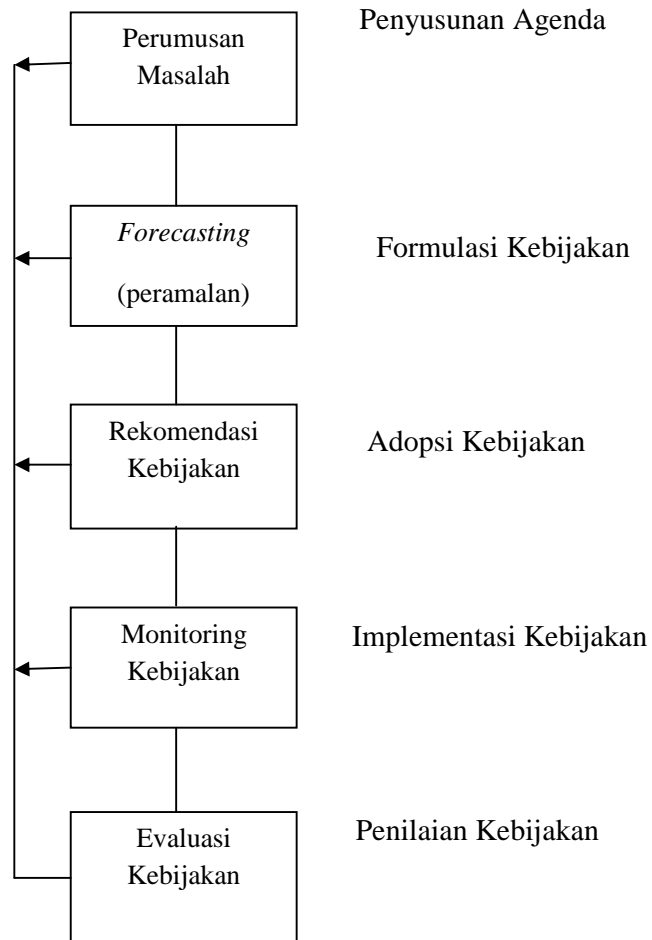 Perumusan
Masalah
Penyusunan Agenda
Forecasting
(peramalan)
Formulasi Kebijakan
Rekomendasi
Kebijakan
Adopsi Kebijakan
Monitoring
Kebijakan
Implementasi Kebijakan
Evaluasi
Kebijakan
Penilaian Kebijakan